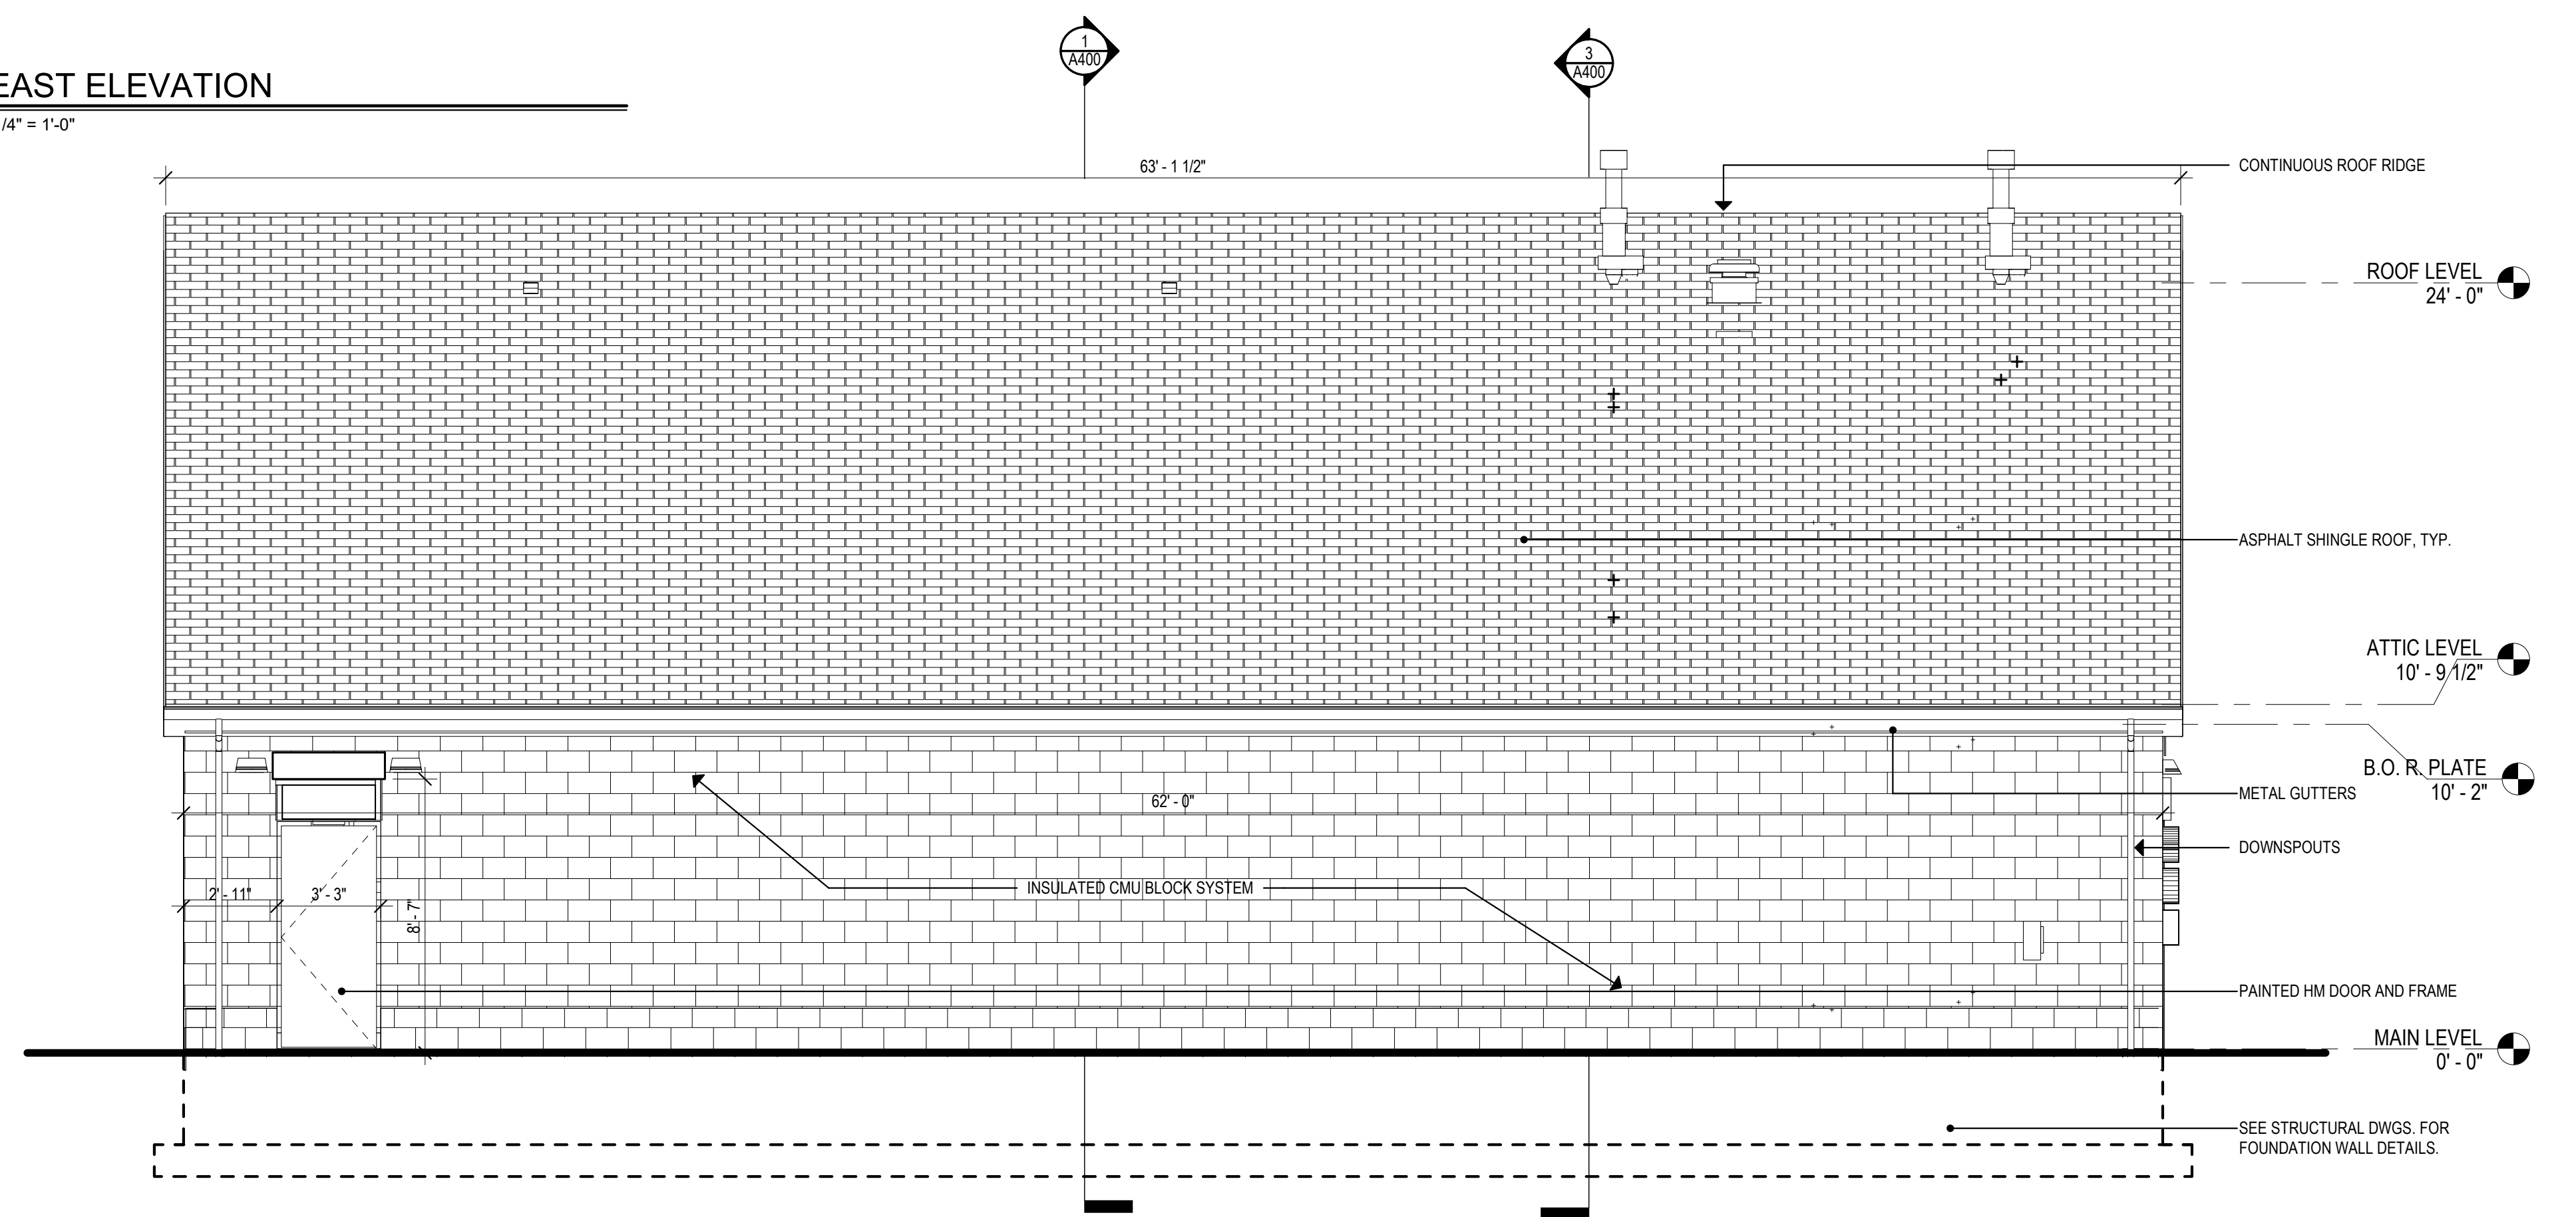 EAST ELEVATION
/4" = 1'-0"
1
A400
3
A400
63' - 1 1/2"
CONTINUOUS ROOF RIDGE
ROOF LEVEL
24' - 0"
ASPHALT SHINGLE ROOF, TYP.
ATTIC LEVEL
10' - 9 1/2"
B.O. R. PLATE
10' - 2"
METAL GUTTERS
62' - 0"
DOWNSPOUTS
2' - 11"
3' - 3"
8' - 7"
INSULATED CMU BLOCK SYSTEM
PAINTED HM DOOR AND FRAME
MAIN LEVEL
0' - 0"
SEE STRUCTURAL DWGS. FOR
FOUNDATION WALL DETAILS.